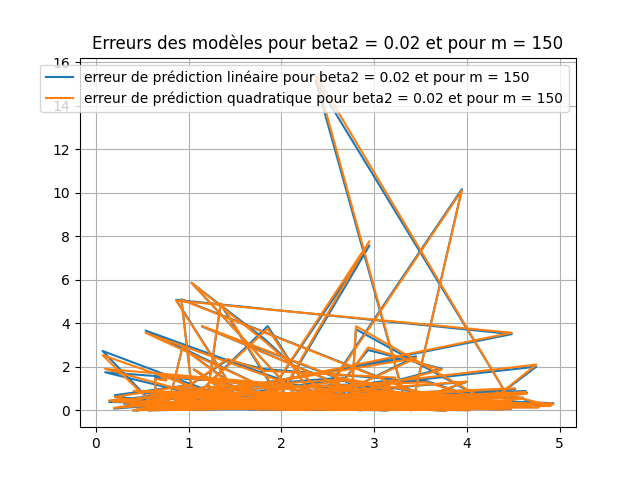 Erreurs des modèles pour beta2 = 0.02 et pour m = 150
erreur de prédiction linéaire pour beta2 = 0.02 et pour m = 150
erreur de prédiction quadratique pour beta2 = 0.02 et pour m = 150
16
14
12
10
8
6
4
2
0
0 1 2 3 4 5